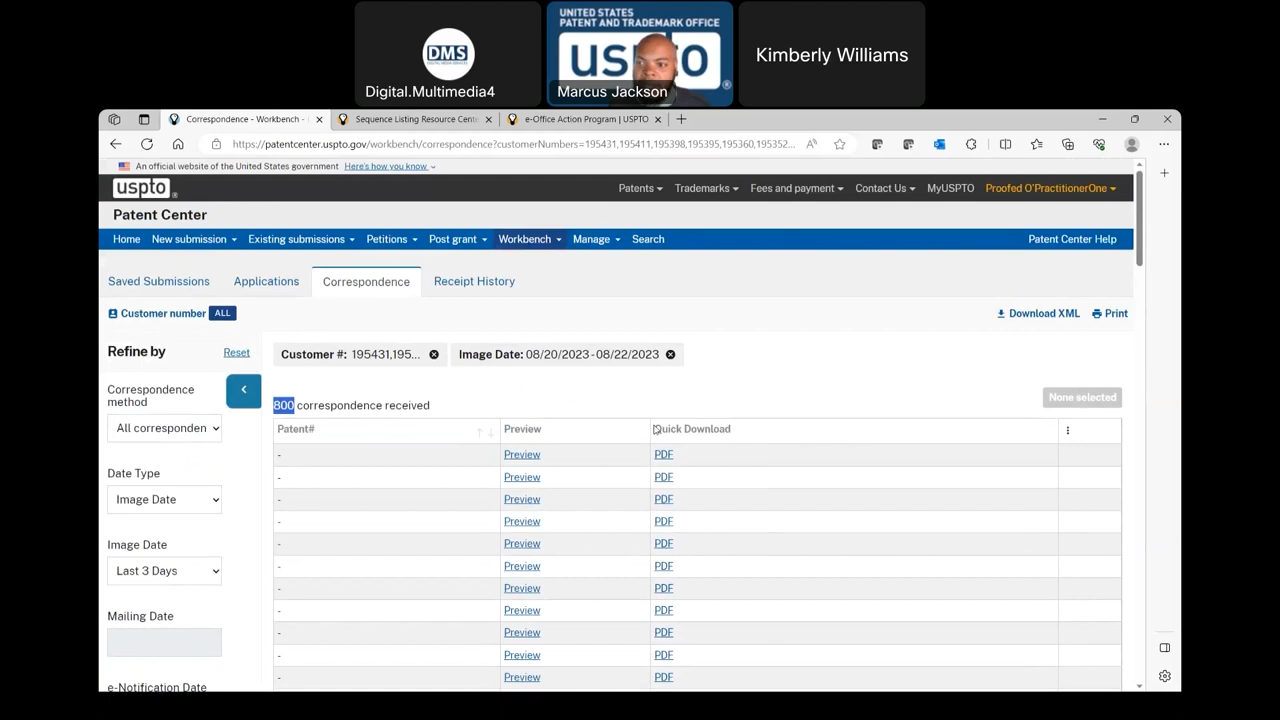 DMS
Digital.Multimedia4
UNITED STATES
PATENT AND TRADEMARK OFFICE
Marcus Jackson
Kimberly Williams
Correspondence - Workbench -
Sequence Listing Resource Cente
e-Office Action Program | USPTO
https://patentcenter.uspto.gov/workbench/correspondence?customerNumbers=195431,195411,195398,195395,195360,195352...
An official website of the United States government Here's how you know
uspto
Patents Trademarks Fees and payment Contact Us MyUSPTO Proofed O'PractitionerOne
Patent Center
Home New submission Existing submissions Petitions Post grant Workbench Manage Search Patent Center Help
Saved Submissions Applications Correspondence Receipt History
Customer number ALL Download XML Print
Refine by Reset
Customer #: 195431,195... Image Date: 08/20/2023 - 08/22/2023
Correspondence
method
All corresponden
800 correspondence received None selected
Patent# Preview Quick Download
- Preview PDF
- Preview PDF
- Preview PDF
- Preview PDF
- Preview PDF
- Preview PDF
- Preview PDF
- Preview PDF
- Preview PDF
- Preview PDF
- Preview PDF
Date Type
Image Date
Image Date
Last 3 Days
Mailing Date
e-Notification Date